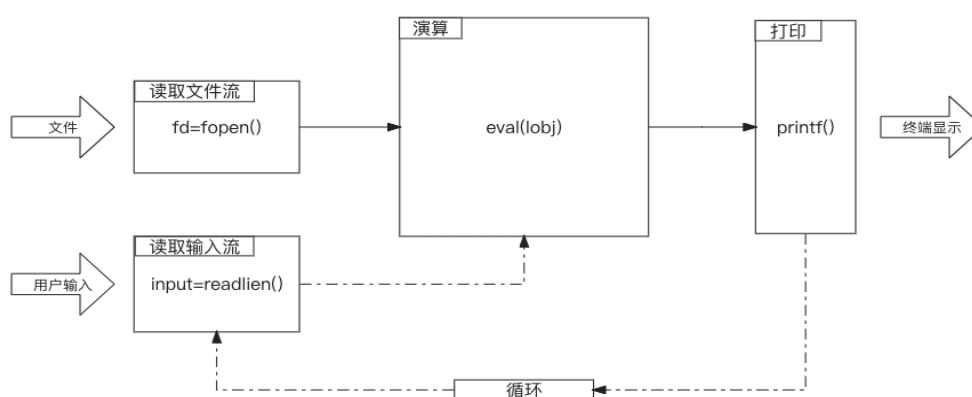 演算
打印
读取文件流
文件
fd=fopen()
eval(lobj)
printf()
终端显示
读取输入流
用户输入
input=readlien()
循环